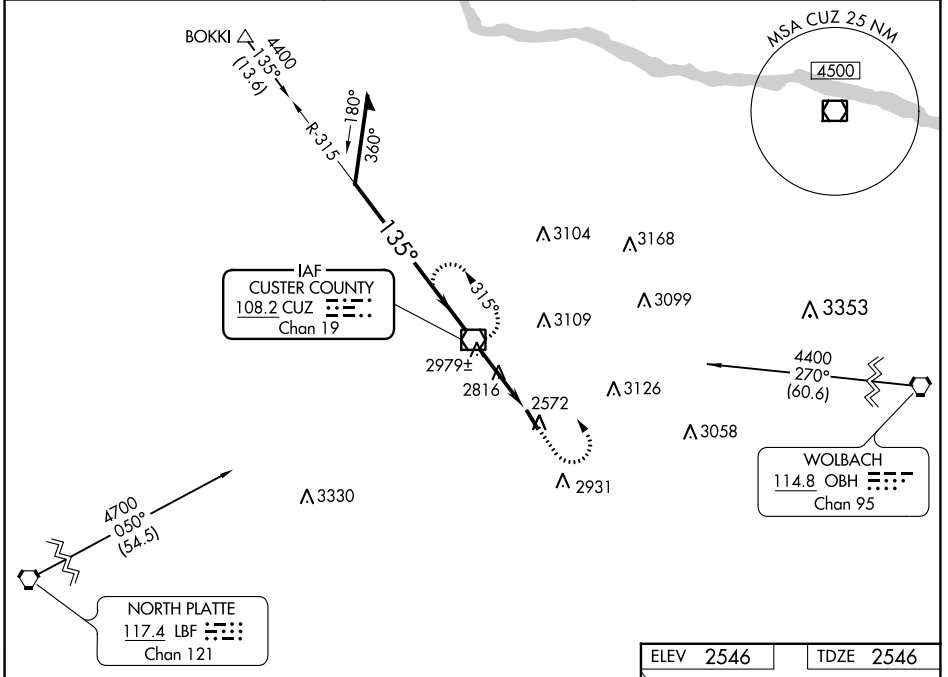 BOKKI
4400
135°
(13.6)
R-315
180°
360°
135°
MSA CUZ 25 NM
4500
IAF
CUSTER COUNTY
108.2 CUZ
Chan 19
315°
3104
3168
3109
3099
3353
2979±
2816
2572
3126
3058
2931
3330
4400
270°
(60.6)
WOLBACH
114.8 OBH
Chan 95
4700
050°
(54.5)
NORTH PLATTE
117.4 LBF
Chan 121
ELEV 2546
TDZE 2546